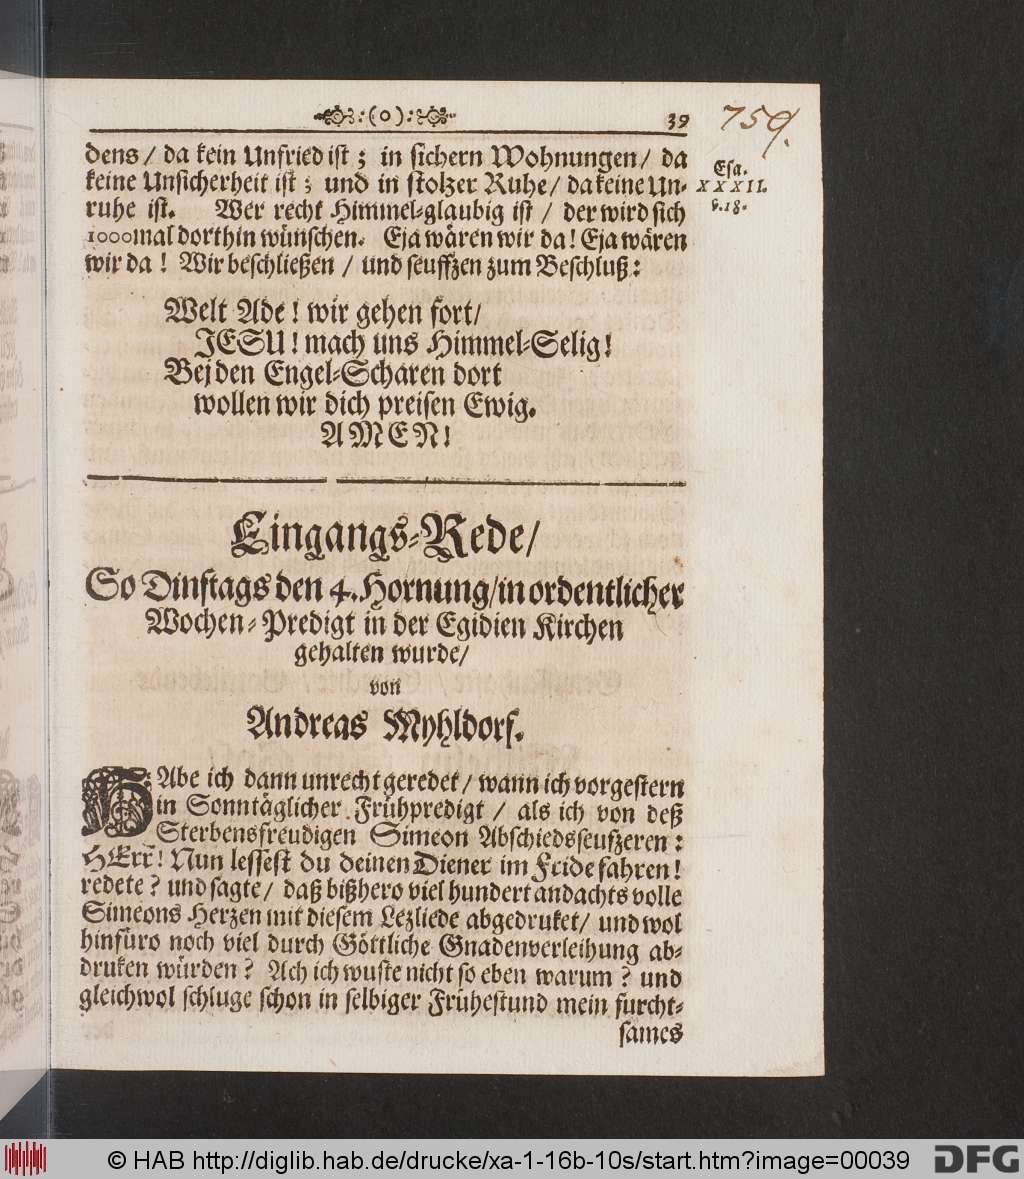 :(o): 39 759.
dens / da kein Unfried ist ; in sichern Wohnungen / da
keine Unsicherheit ist ; und in stolzer Ruhe / da keine Un-
ruhe ist. Wer recht Himmel-glaubig ist / der wird sich
1000mal dorthin wünschen. Eja wären wir da! Eja wären
wir da ! Wir beschließen / und seuffzen zum Beschluß :
Esa.
XXXII.
v.18.
Welt Ade ! wir gehen fort/
JESU ! mach uns Himmel-Selig !
Bej den Engel-Scharen dort
wollen wir dich preisen Ewig.
AMEN!
Eingangs-Rede/
So Dinstags den 4. Hornung/in ordentlicher
Wochen-Predigt in der Egidien Kirchen
gehalten wurde/
von
Andreas Myhldorf.
HAbe ich dann unrecht geredet / wann ich vorgestern
in Sonntäglicher Frühpredigt / als ich von deß
Sterbensfreudigen Simeon Abschiedsseufzeren :
HErr! Nun lessest du deinen Diener im Fride fahren!
redete? und sagte/ daß bißhero viel hundert andachts volle
Simeons Herzen mit diesem Lezliede abgedruket/ und wol
hinfüro noch viel durch Göttliche Gnadenverleihung ab-
druken würden? Ach ich wuste nicht so eben warum? und
gleichwol schluge schon in selbiger Frühestund mein furcht-
sames
© HAB http://diglib.hab.de/drucke/xa-1-16b-10s/start.htm?image=00039 DFG